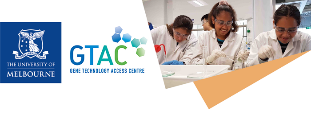 THE UNIVERSITY OF
MELBOURNE
GTAC
GENE TECHNOLOGY ACCESS CENTRE